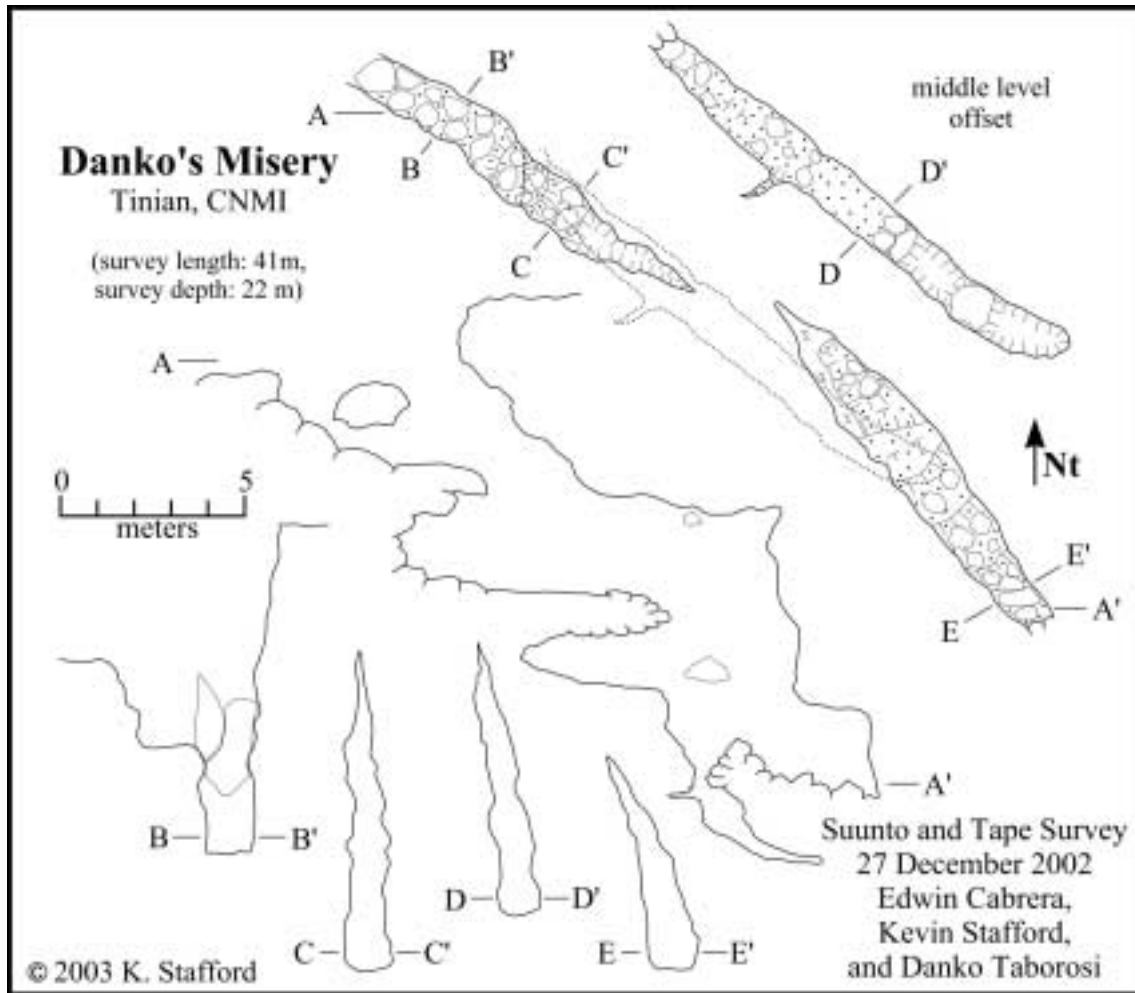 B'
A
middle level
offset
Danko's Misery
Tinian, CNMI
B
C'
D'
(survey length: 41m,
survey depth: 22 m)
C
D
A
Nt
0 5
meters
E'
A'
E
A'
B B'
Suunto and Tape Survey
27 December 2002
Edwin Cabrera,
Kevin Stafford,
and Danko Taborosi
D D'
C C'
E E'
© 2003 K. Stafford